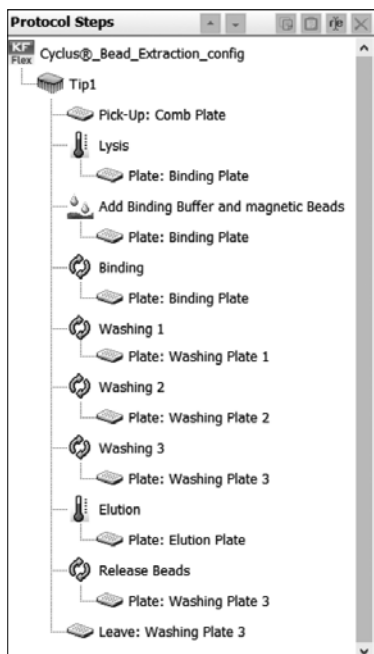 Protocol Steps
KF
Flex
Cyclus®_Bead_Extraction_config
Tip1
Pick-Up: Comb Plate
Lysis
Plate: Binding Plate
Add Binding Buffer and magnetic Beads
Plate: Binding Plate
Binding
Plate: Binding Plate
Washing 1
Plate: Washing Plate 1
Washing 2
Plate: Washing Plate 2
Washing 3
Plate: Washing Plate 3
Elution
Plate: Elution Plate
Release Beads
Plate: Washing Plate 3
Leave: Washing Plate 3